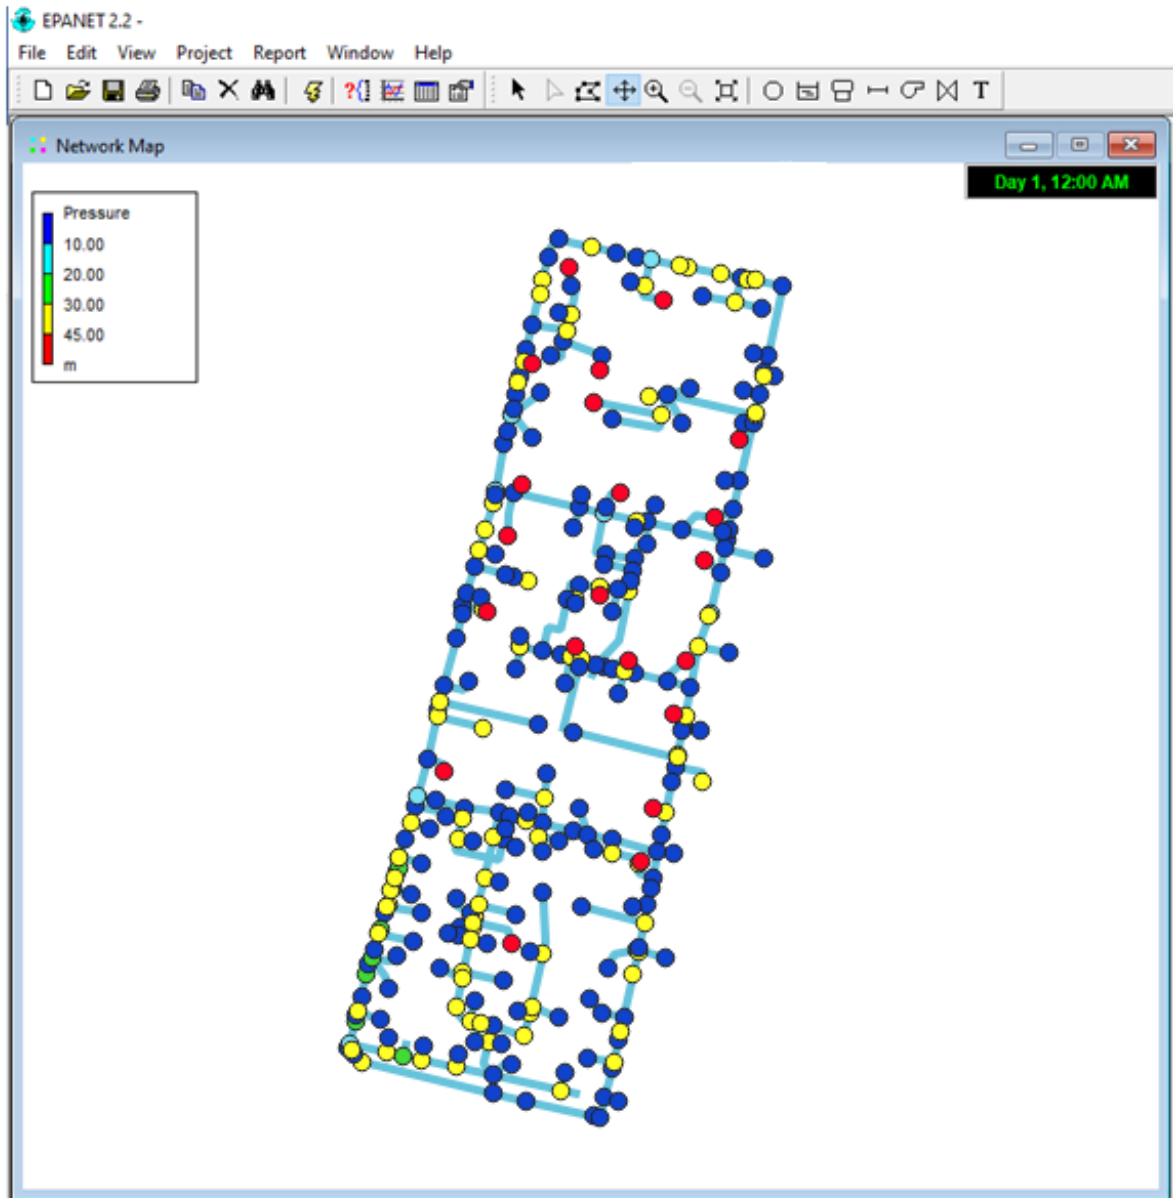 EPANET 2.2 -
File Edit View Project Report Window Help
?{}
T
Network Map
Day 1, 12:00 AM
Pressure
10.00
20.00
30.00
45.00
m